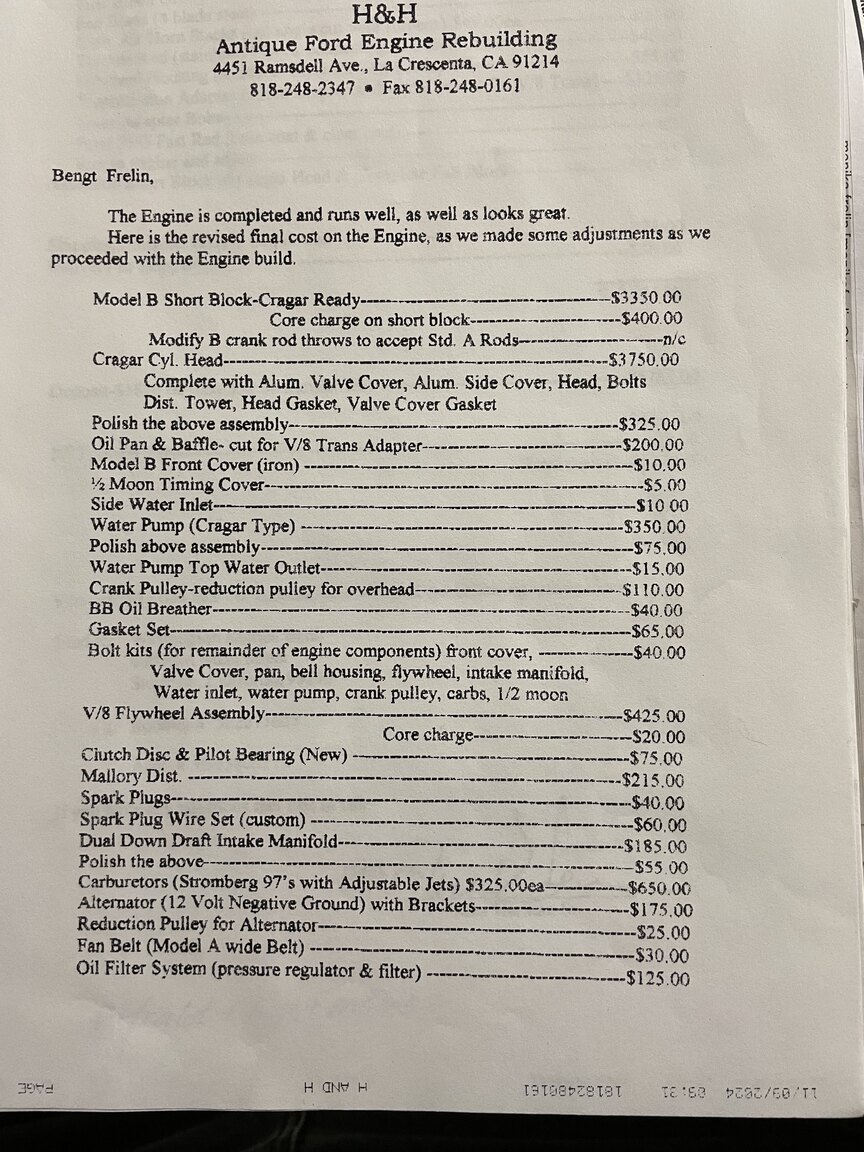 H&H
Antique Ford Engine Rebuilding
4451 Ramsdell Ave., La Crescenta, CA 91214
818-248-2347 • Fax 818-248-0161
Bengt Frelin,
The Engine is completed and runs well, as well as looks great.
Here is the revised final cost on the Engine, as we made some adjustments as we
proceeded with the Engine build.
Model B Short Block-Cragar Ready---$3350.00
Core charge on short block---$400.00
Modify B crank rod throws to accept Std. A Rods---n/c
Cragar Cyl. Head---$3750.00
Complete with Alum. Valve Cover, Alum. Side Cover, Head, Bolts
Dist. Tower, Head Gasket, Valve Cover Gasket
Polish the above assembly---$325.00
Oil Pan & Baffle- cut for V/8 Trans Adapter---$200.00
Model B Front Cover (iron) ---$10.00
½ Moon Timing Cover---$5.00
Side Water Inlet---$10.00
Water Pump (Cragar Type) ---$350.00
Polish above assembly---$75.00
Water Pump Top Water Outlet---$15.00
Crank Pulley-reduction pulley for overhead---$110.00
BB Oil Breather---$40.00
Gasket Set---$65.00
Bolt kits (for remainder of engine components) front cover, ---$40.00
Valve Cover, pan, bell housing, flywheel, intake manifold,
Water inlet, water pump, crank pulley, carbs, 1/2 moon
V/8 Flywheel Assembly---$425.00
Core charge---$20.00
Clutch Disc & Pilot Bearing (New) ---$75.00
Mallory Dist. ---$215.00
Spark Plugs---$40.00
Spark Plug Wire Set (custom) ---$60.00
Dual Down Draft Intake Manifold---$185.00
Polish the above---$55.00
Carburetors (Stromberg 97's with Adjustable Jets) $325.00ea---$650.00
Alternator (12 Volt Negative Ground) with Brackets---$175.00
Reduction Pulley for Alternator---$25.00
Fan Belt (Model A wide Belt) ---$30.00
Oil Filter System (pressure regulator & filter) ---$125.00
11/09/2024 09:31 18182480161 H AND H PAGE